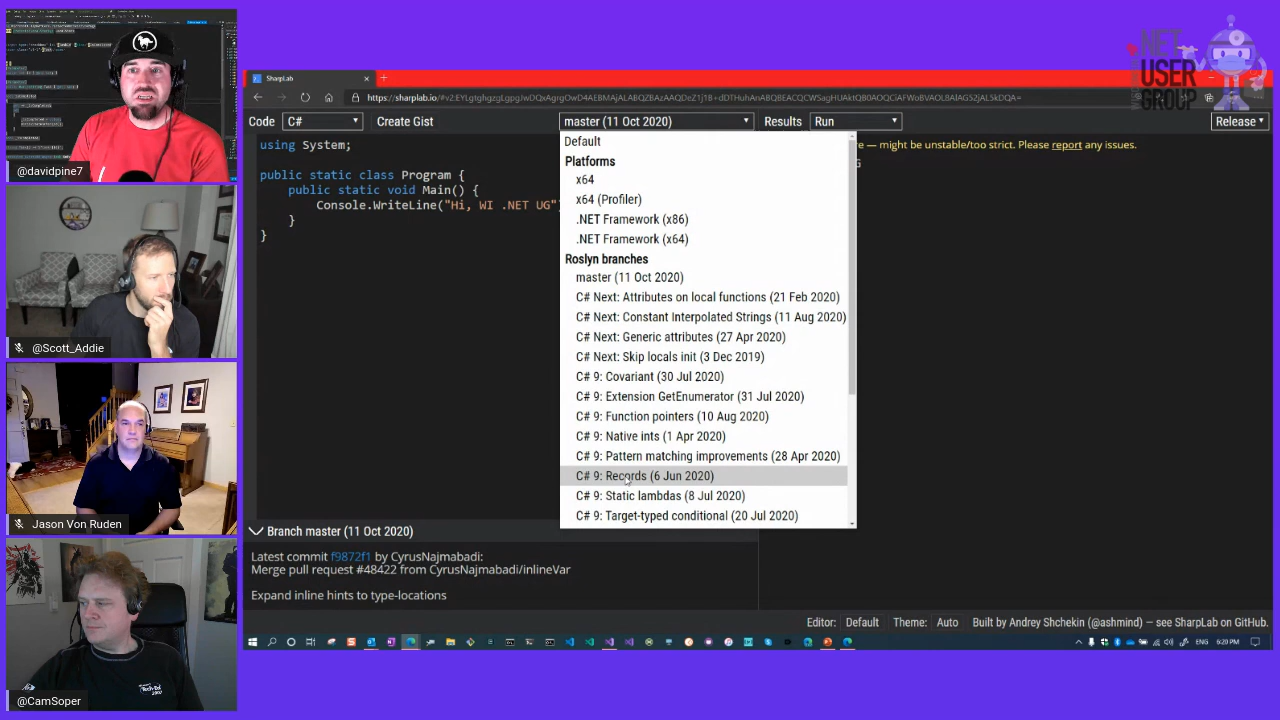 @davidpine7
@Scott_Addie
Jason Von Ruden
Tech·Ed
@CamSoper
.NET
USER
GROUP
SharpLab
https://sharplab.io/
Code
C#
Create Gist
master (11 Oct 2020)
Results
Run
Release
using System;
public static class Program {
public static void Main() {
Console.WriteLine("Hi, WI .NET UG"
}
}
Default
Platforms
x64
x64 (Profiler)
.NET Framework (x86)
.NET Framework (x64)
Roslyn branches
master (11 Oct 2020)
C# Next: Attributes on local functions (21 Feb 2020)
C# Next: Constant Interpolated Strings (11 Aug 2020)
C# Next: Generic attributes (27 Apr 2020)
C# Next: Skip locals init (3 Dec 2019)
C# 9: Covariant (30 Jul 2020)
C# 9: Extension GetEnumerator (31 Jul 2020)
C# 9: Function pointers (10 Aug 2020)
C# 9: Native ints (1 Apr 2020)
C# 9: Pattern matching improvements (28 Apr 2020)
C# 9: Records (6 Jun 2020)
C# 9: Static lambdas (8 Jul 2020)
C# 9: Target-typed conditional (20 Jul 2020)
— might be unstable/too strict. Please report any issues.
G
Branch master (11 Oct 2020)
Latest commit f9872f1 by CyrusNajmabadi:
Merge pull request #48422 from CyrusNajmabadi/inlineVar
Expand inline hints to type-locations
Editor: Default Theme: Auto Built by Andrey Shchekin (@ashmind) — see SharpLab on GitHub.
ENG 6:20 PM